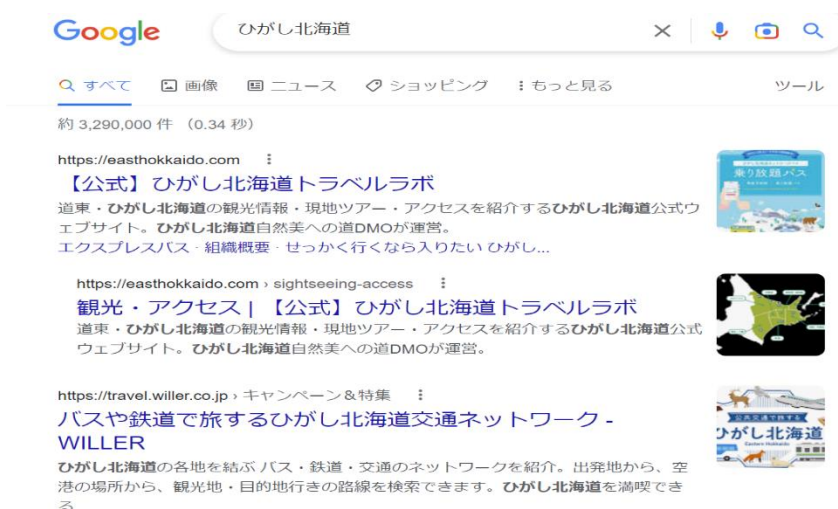 Google
ひがし北海道
すべて 画像 ニュース ショッピング もっと見る ツール
約 3,290,000 件 （0.34 秒）
https://easthokkaido.com
【公式】ひがし北海道トラベルラボ
道東・ひがし北海道の観光情報・現地ツアー・アクセスを紹介するひがし北海道公式ウ
ェブサイト。ひがし北海道自然美への道DMOが運営。
エクスプレスバス · 組織概要 · せっかく行くなら入りたい ひがし...
乗り放題パス
https://easthokkaido.com › sightseeing-access
観光・アクセス | 【公式】ひがし北海道トラベルラボ
道東・ひがし北海道の観光情報・現地ツアー・アクセスを紹介するひがし北海道公式
ウェブサイト。ひがし北海道自然美への道DMOが運営。
https://travel.willer.co.jp › キャンペーン＆特集
バスや鉄道で旅するひがし北海道交通ネットワーク -
WILLER
ひがし北海道の各地を結ぶ バス・鉄道・交通のネットワークを紹介。出発地から、空
港の場所から、観光地・目的地行きの路線を検索できます。ひがし北海道を満喫でき
る
公共交通で旅する
ひがし北海道
Eastern Hokkaido